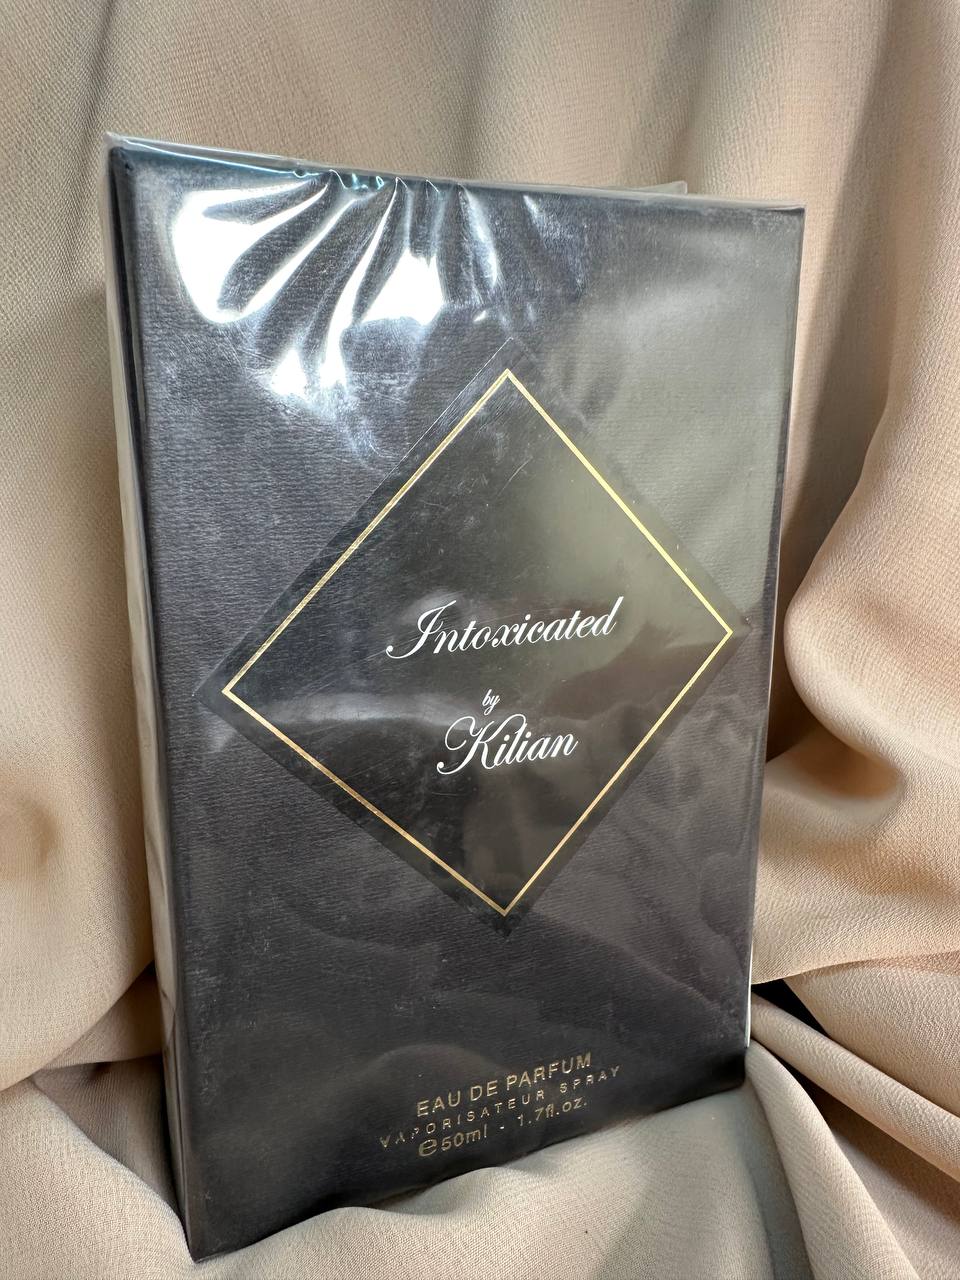 Intoxicated
by
Kilian
EAU DE PARFUM
VAPORISATEUR SPRAY
℮50ml - 1.7fl.oz.